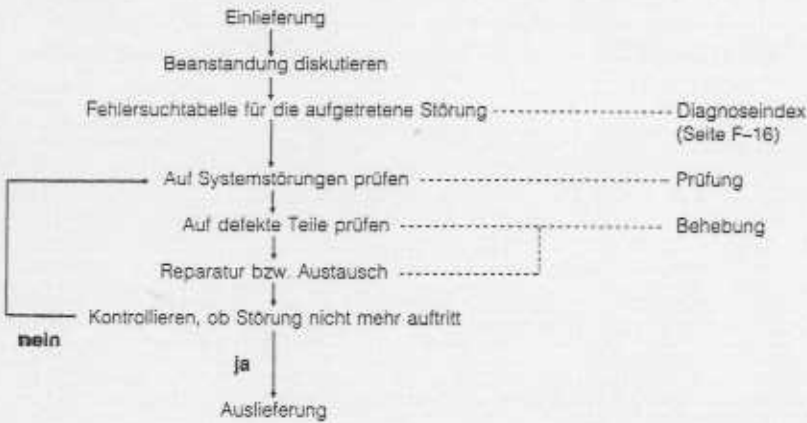 Einlieferung
Beanstandung diskutieren
Fehlersuchtabelle für die aufgetretene Störung
Diagnoseindex
(Seite F–16)
Auf Systemstörungen prüfen
Prüfung
Auf defekte Teile prüfen
Behebung
Reparatur bzw. Austausch
Kontrollieren, ob Störung nicht mehr auftritt
nein
ja
Auslieferung